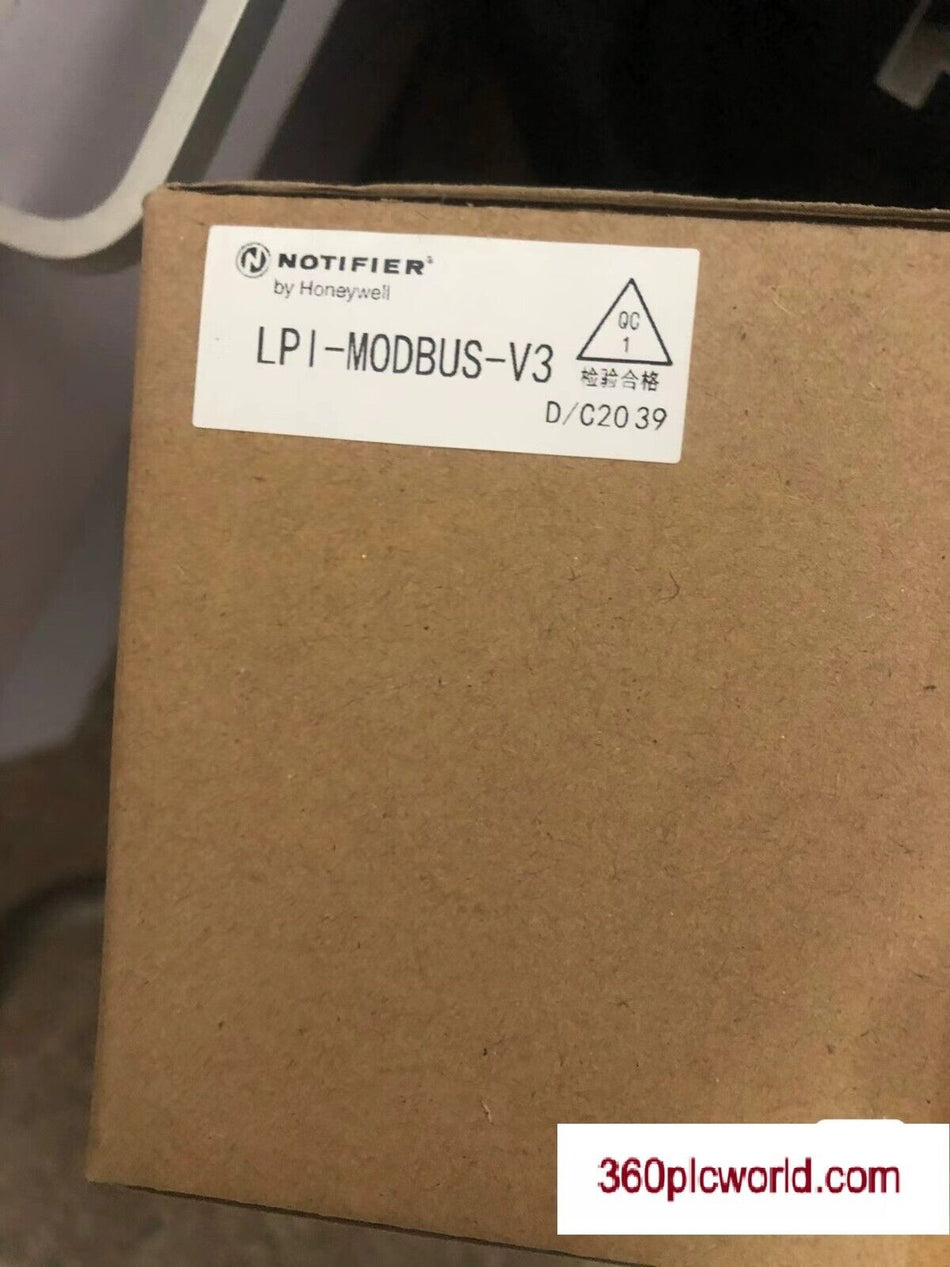 NOTIFIER
by Honeywell
LPI-MODBUS-V3
QC
1
检验合格
D/C2039
360plcworld.com